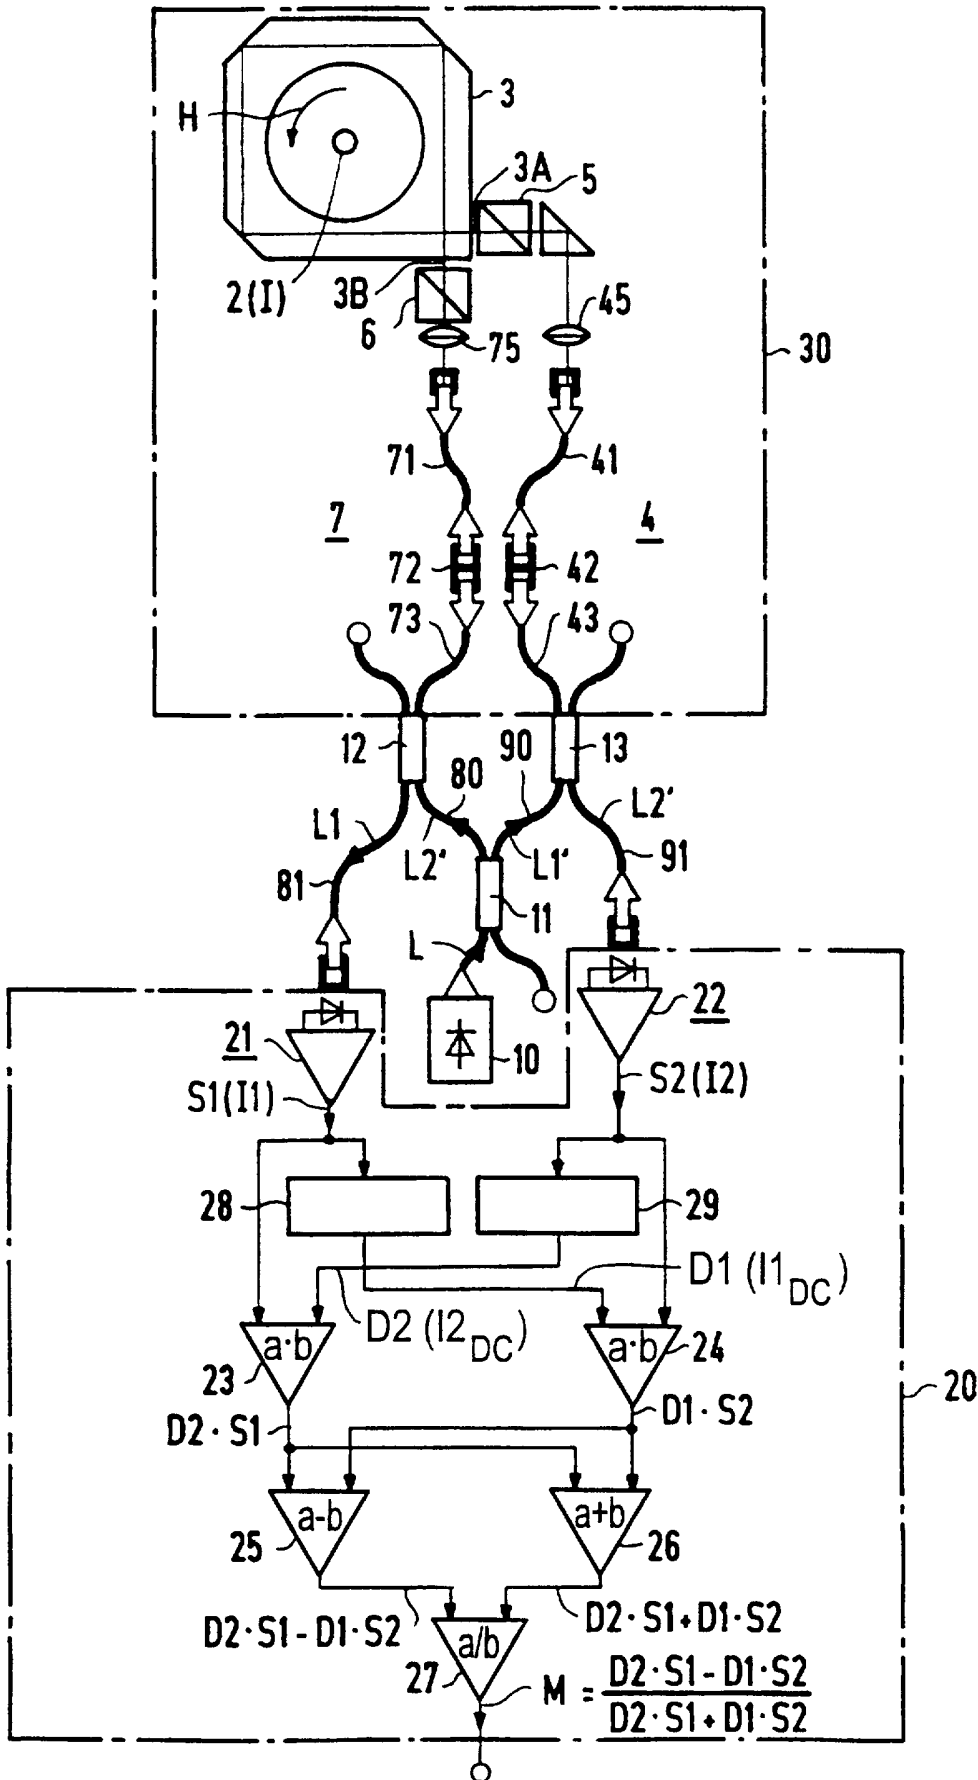 H
3
3A
5
2(I)
3B
6
75
45
30
71
41
7
4
72
42
73
43
12
90
13
80
L1
L2'
L1'
L2'
81
91
11
L
22
21
10
S2(I2)
S1(I1)
28
29
D1 (I1DC)
D2 (I2DC)
a·b
a·b
24
23
20
D2·S1
D1·S2
a-b
a+b
25
26
D2·S1-D1·S2
D2·S1+D1·S2
a/b
27
M = D2·S1-D1·S2
D2·S1+D1·S2